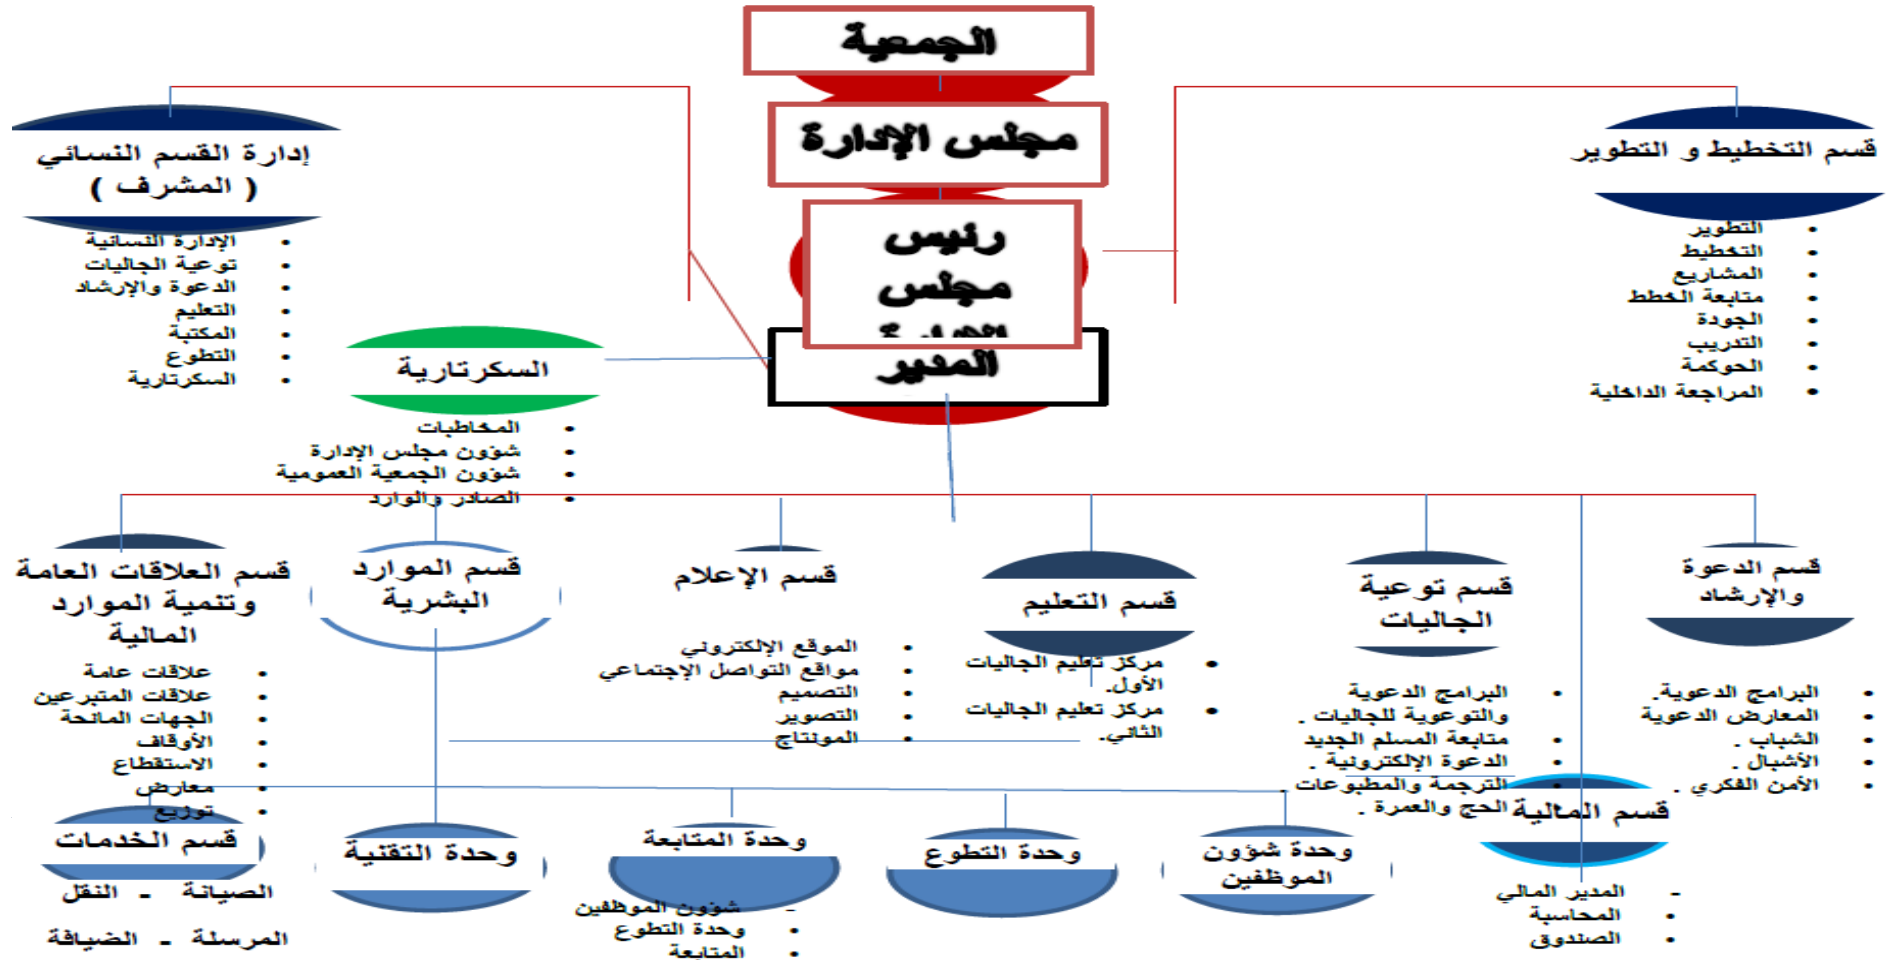 الجمعية
مجلس الإدارة
رئيس
مجلس
الإدارة
المدير
قسم التخطيط و التطوير
التطوير
التخطيط
المشاريع
متابعة الخطط
الجودة
التدريب
الحوكمة
المراجعة الداخلية
إدارة القسم النسائي
( المشرف )
الإدارة النسائية
توعية الجاليات
الدعوة والإرشاد
التعليم
المكتبة
التطوع
السكرتارية
السكرتارية
المخاطبات
شؤون مجلس الإدارة
شؤون الجمعية العمومية
الصادر والوارد
قسم الدعوة
والإرشاد
البرامج الدعوية.
المعارض الدعوية
الشباب .
الأشبال .
الأمن الفكري .
قسم توعية
الجاليات
البرامج الدعوية
والتوعوية للجاليات .
متابعة المسلم الجديد
الدعوة الإلكترونية .
الترجمة والمطبوعات .
الحج والعمرة .
قسم التعليم
مركز تعليم الجاليات
الأول.
مركز تعليم الجاليات
الثاني.
قسم الإعلام
الموقع الإلكتروني
مواقع التواصل الإجتماعي
التصميم
التصوير
المونتاج
قسم الموارد
البشرية
قسم العلاقات العامة
وتنمية الموارد
المالية
علاقات عامة
علاقات المتبرعين
الجهات المانحة
الأوقاف
الاستقطاع
معارض
توزيع
قسم المالية
- المدير المالي
المحاسبة
الصندوق
وحدة شؤون
الموظفين
وحدة التطوع
وحدة المتابعة
- شؤون الموظفين
وحدة التطوع
المتابعة
وحدة التقنية
قسم الخدمات
الصيانة - النقل
المرسلة - الضيافة